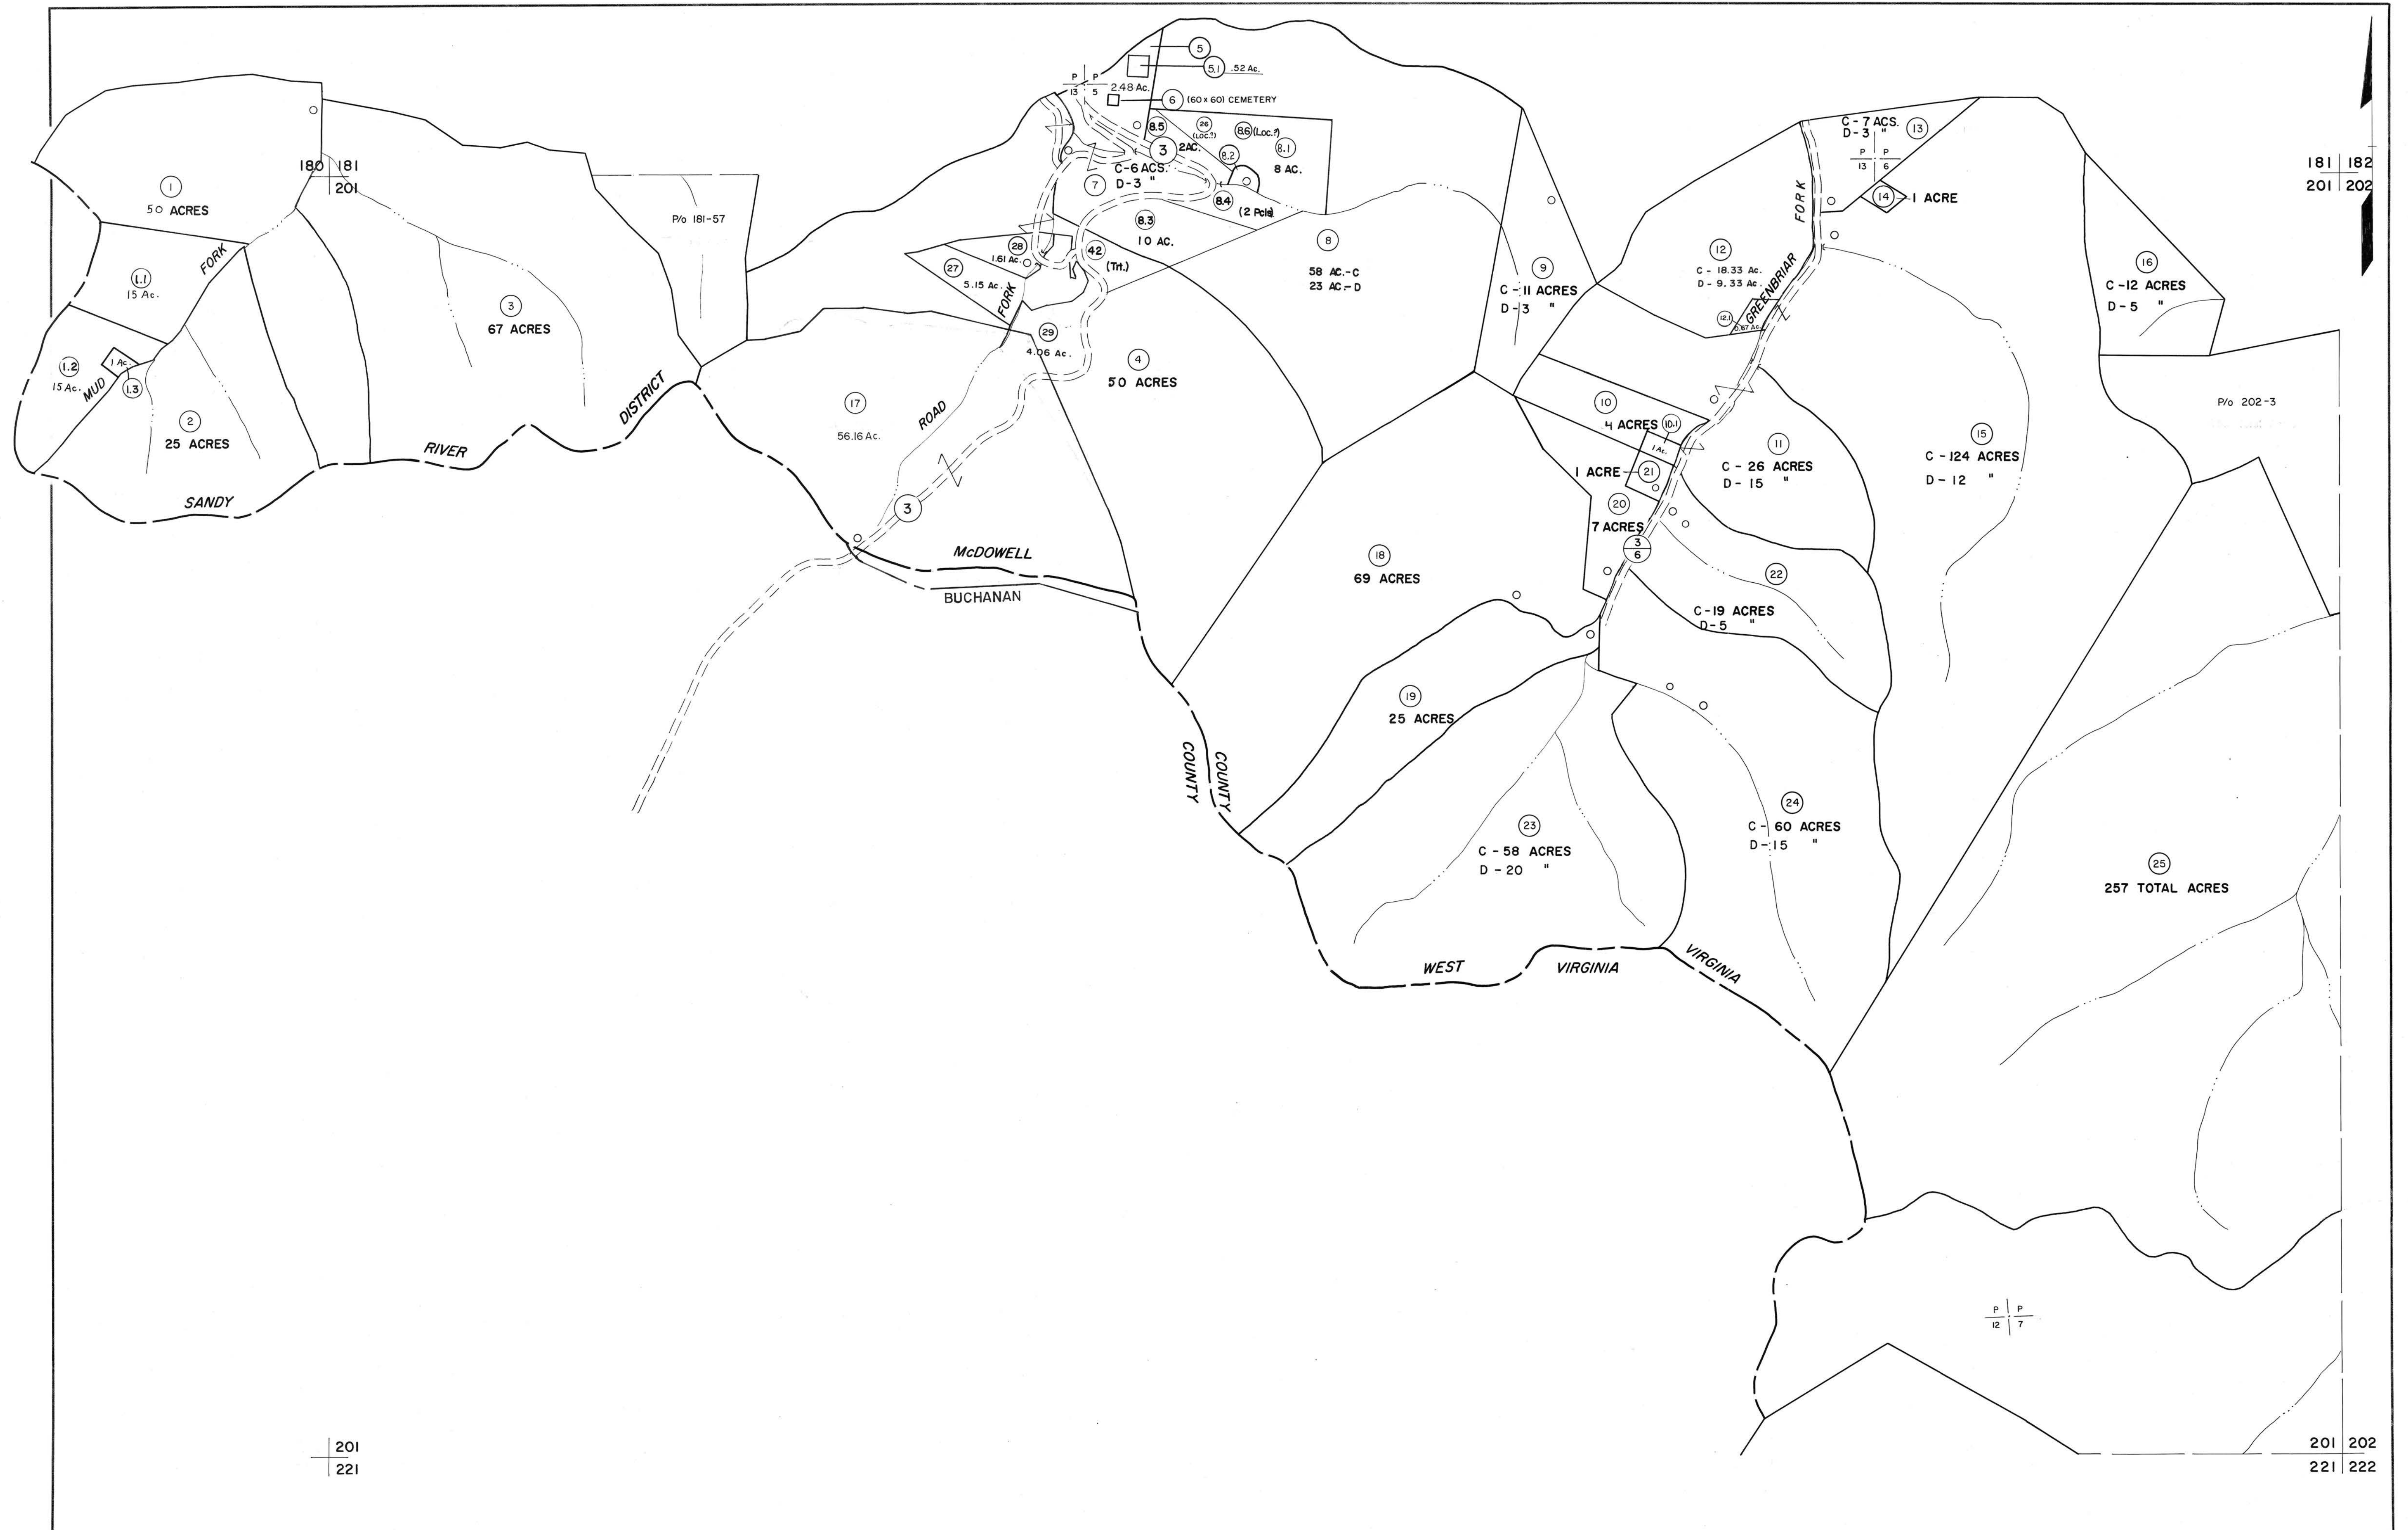 5
5.1 .52 Ac.
P P
13 5
2.48 Ac.
6 (60 x 60) CEMETERY
8.5
26
(LOC.?)
8.6 (Loc.?)
8.1
8 AC.
3
2AC.
8.2
C-6 ACS.
D-3 "
7
8.4
(2 Pcls)
8.3
10 AC.
C-7 ACS.
D-3 "
13
P P
13 6
14 1 ACRE
FORK
181 182
201 202
180 181
201
1
50 ACRES
P/o 181-57
FORK
1.1
15 Ac.
3
67 ACRES
28
1.61 Ac.
42
(Trt.)
27
5.15 Ac.
FORK
8
58 AC.-C
23 AC.-D
9
C-11 ACRES
D-3 "
12
C - 18.33 Ac.
D - 9.33 Ac.
GREENBRIAR
12.1
0.67 Ac.
16
C-12 ACRES
D-5 "
29
4.06 Ac.
4
50 ACRES
1.2
15 Ac.
1 Ac.
1.3
MUD
2
25 ACRES
DISTRICT
RIVER
SANDY
17
56.16 Ac.
ROAD
3
10
4 ACRES
10.1
1 Ac.
1 ACRE 21
20
7 ACRES
3
6
11
C - 26 ACRES
D - 15 "
15
C - 124 ACRES
D - 12 "
P/o 202-3
McDOWELL
BUCHANAN
18
69 ACRES
22
C-19 ACRES
D-5 "
19
25 ACRES
COUNTY
COUNTY
23
C - 58 ACRES
D - 20 "
24
C - 60 ACRES
D - 15 "
25
257 TOTAL ACRES
WEST VIRGINIA
VIRGINIA
P P
12 7
201
221
201 202
221 222